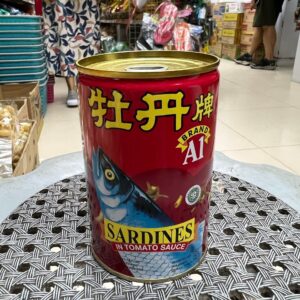 牡丹牌
BRAND
A1
SARDINES
IN TOMATO SAUCE